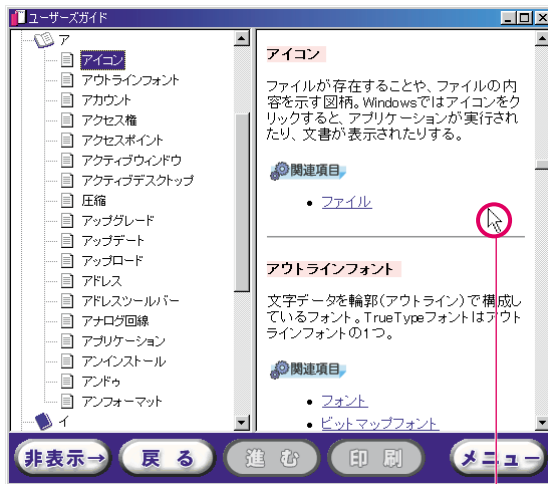 ユーザーズガイド
ア
アイコン
アウトラインフォント
アカウント
アクセス権
アクセスポイント
アクティブウィンドウ
アクティブデスクトップ
圧縮
アップグレード
アップデート
アップロード
アドレス
アドレスツールバー
アナログ回線
アプリケーション
アンインストール
アンドゥ
アンフォーマット
イ
アイコン
ファイルが存在することや、ファイルの内
容を示す図柄。Windowsではアイコンをク
リックすると、アプリケーションが実行され
たり、文書が表示されたりする。
関連項目
• ファイル
アウトラインフォント
文字データを輪郭(アウトライン)で構成し
ているフォント。TrueTypeフォントはアウト
ラインフォントの1つ。
関連項目
• フォント
• ビットマップフォント
非表示→ 戻る 進む 印刷 メニュー